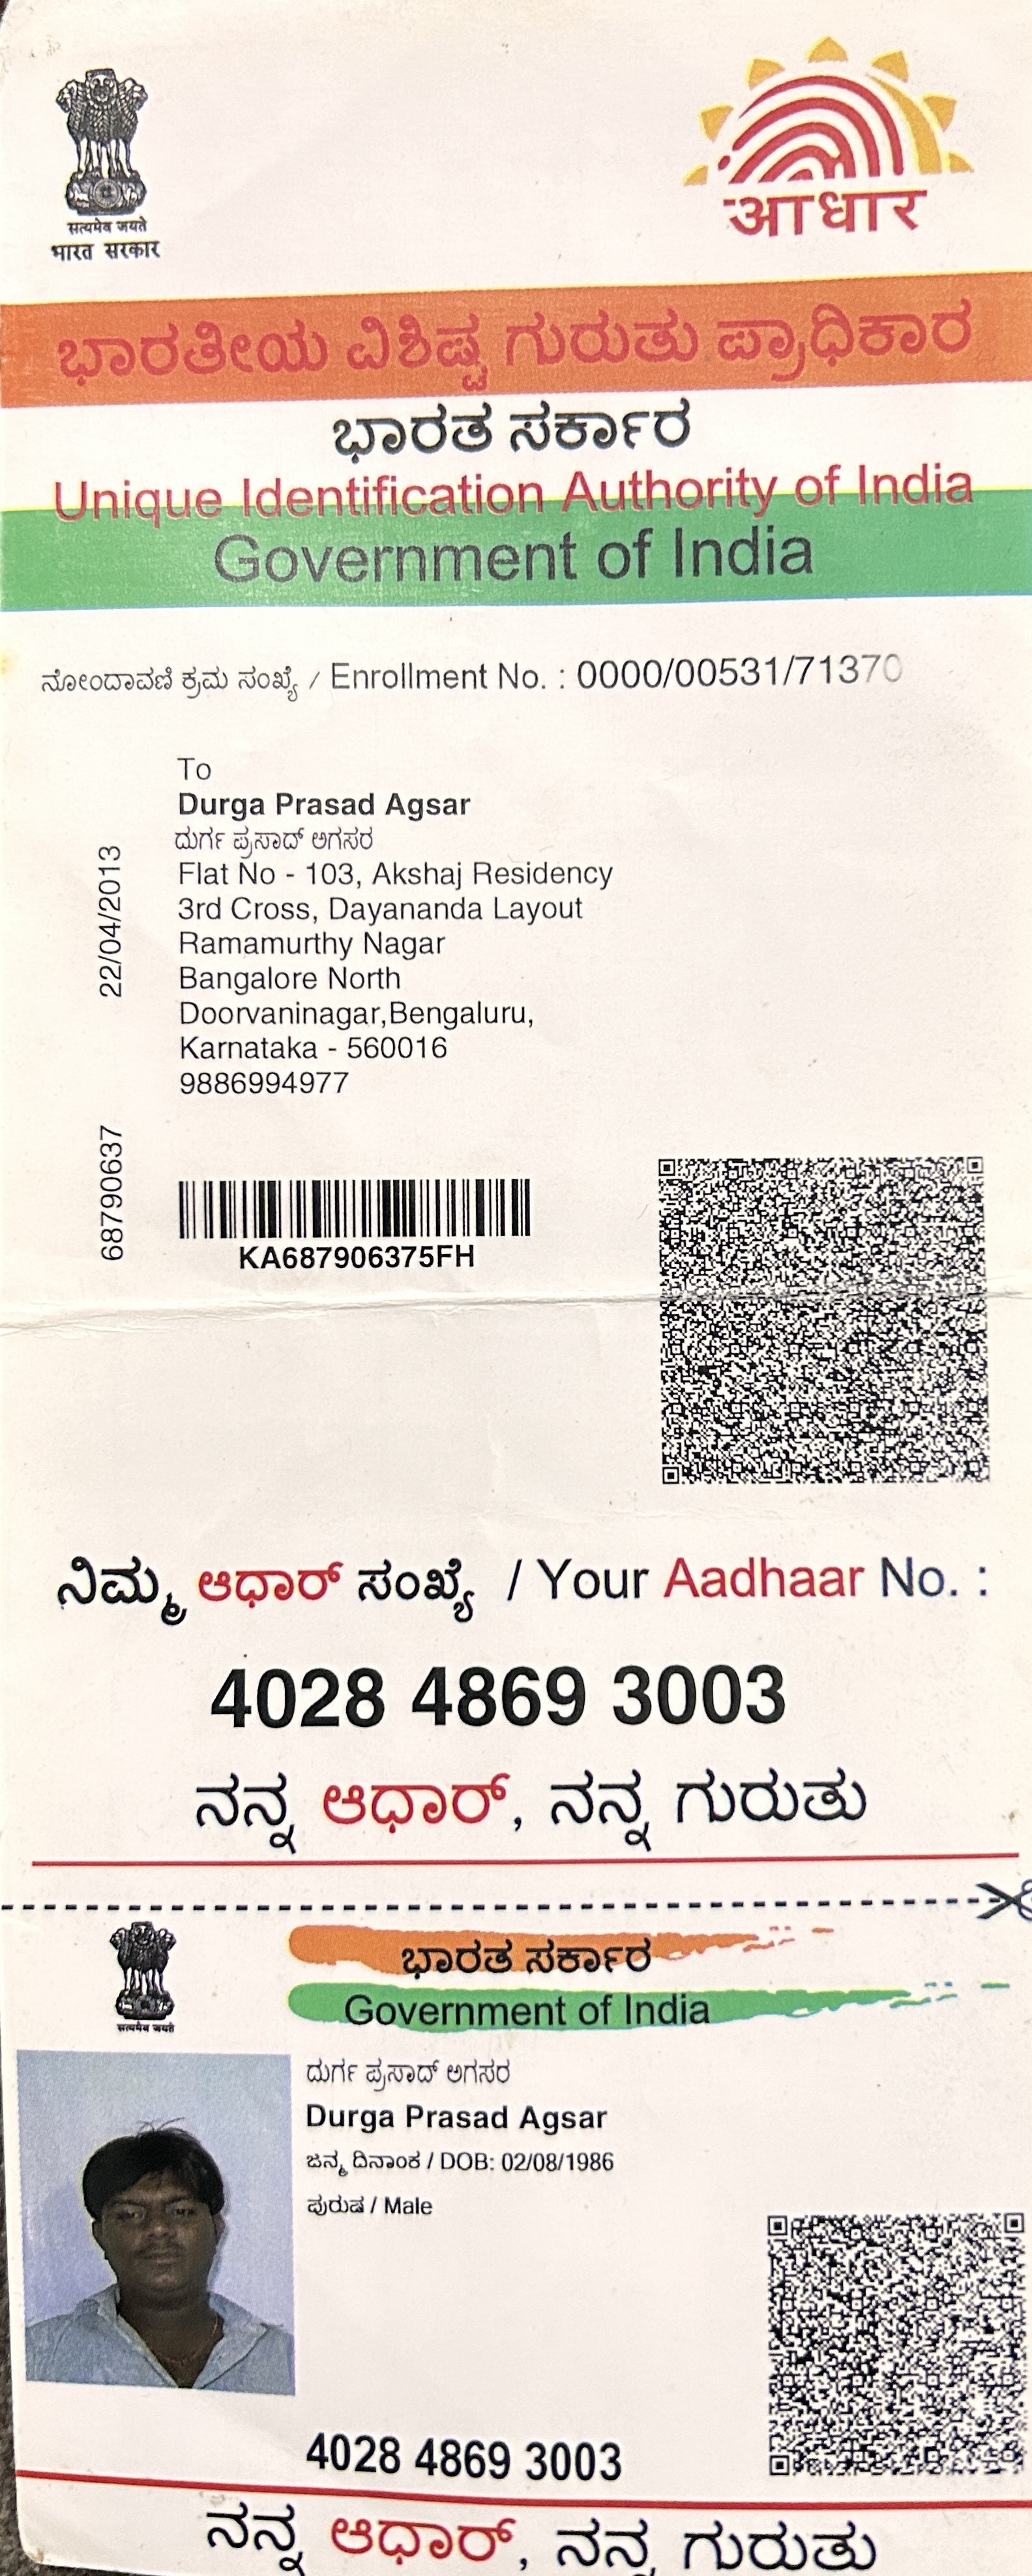 सत्यमेव जयते
भारत सरकार
आधार
ಭಾರತೀಯ ವಿಶಿಷ್ಟ ಗುರುತು ಪ್ರಾಧಿಕಾರ
ಭಾರತ ಸರ್ಕಾರ
Unique Identification Authority of India
Government of India
ನೋಂದಾವಣಿ ಕ್ರಮ ಸಂಖ್ಯೆ / Enrollment No. : 0000/00531/71370
To
Durga Prasad Agsar
ದುರ್ಗ ಪ್ರಸಾದ್ ಅಗಸರ
Flat No - 103, Akshaj Residency
3rd Cross, Dayananda Layout
Ramamurthy Nagar
Bangalore North
Doorvaninagar,Bengaluru,
Karnataka - 560016
9886994977
22/04/2013
68790637
KA687906375FH
ನಿಮ್ಮ ಆಧಾರ್ ಸಂಖ್ಯೆ / Your Aadhaar No. :
4028 4869 3003
ನನ್ನ ಆಧಾರ್, ನನ್ನ ಗುರುತು
सत्यमेव जयते
ಭಾರತ ಸರ್ಕಾರ
Government of India
ದುರ್ಗ ಪ್ರಸಾದ್ ಅಗಸರ
Durga Prasad Agsar
ಜನ್ಮ ದಿನಾಂಕ / DOB: 02/08/1986
ಪುರುಷ / Male
4028 4869 3003
ನನ್ನ ಆಧಾರ್, ನನ್ನ ಗುರುತು